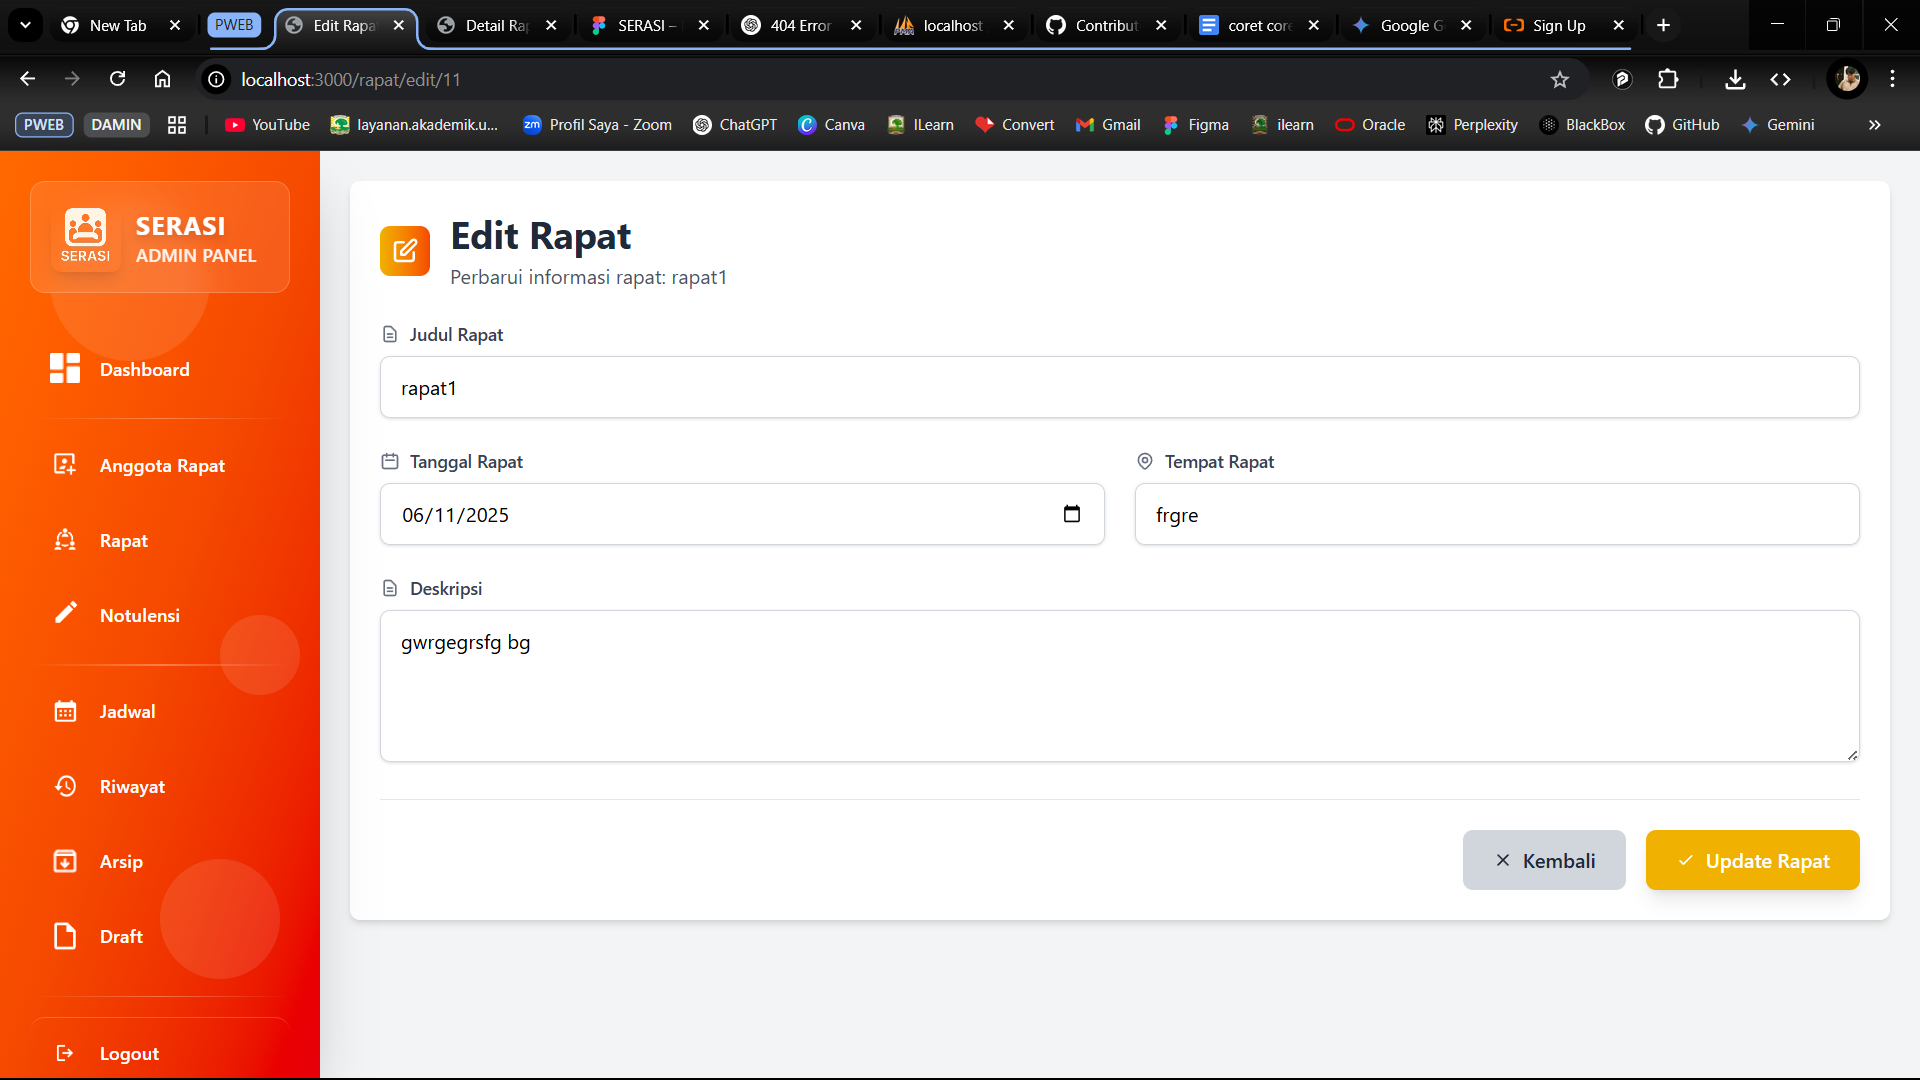 New Tab
PWEB
Edit Rapa
Detail Rap
SERASI –
404 Error
localhost
Contribut
coret core
Google G
Sign Up
localhost:3000/rapat/edit/11
PWEB
DAMIN
YouTube
layanan.akademik.u...
Profil Saya - Zoom
ChatGPT
Canva
ILearn
Convert
Gmail
Figma
ilearn
Oracle
Perplexity
BlackBox
GitHub
Gemini
SERASI
SERASI
ADMIN PANEL
Dashboard
Anggota Rapat
Rapat
Notulensi
Jadwal
Riwayat
Arsip
Draft
Logout
Edit Rapat
Perbarui informasi rapat: rapat1
Judul Rapat
rapat1
Tanggal Rapat
06/11/2025
Tempat Rapat
frgre
Deskripsi
gwrgegrsfg bg
Kembali
Update Rapat